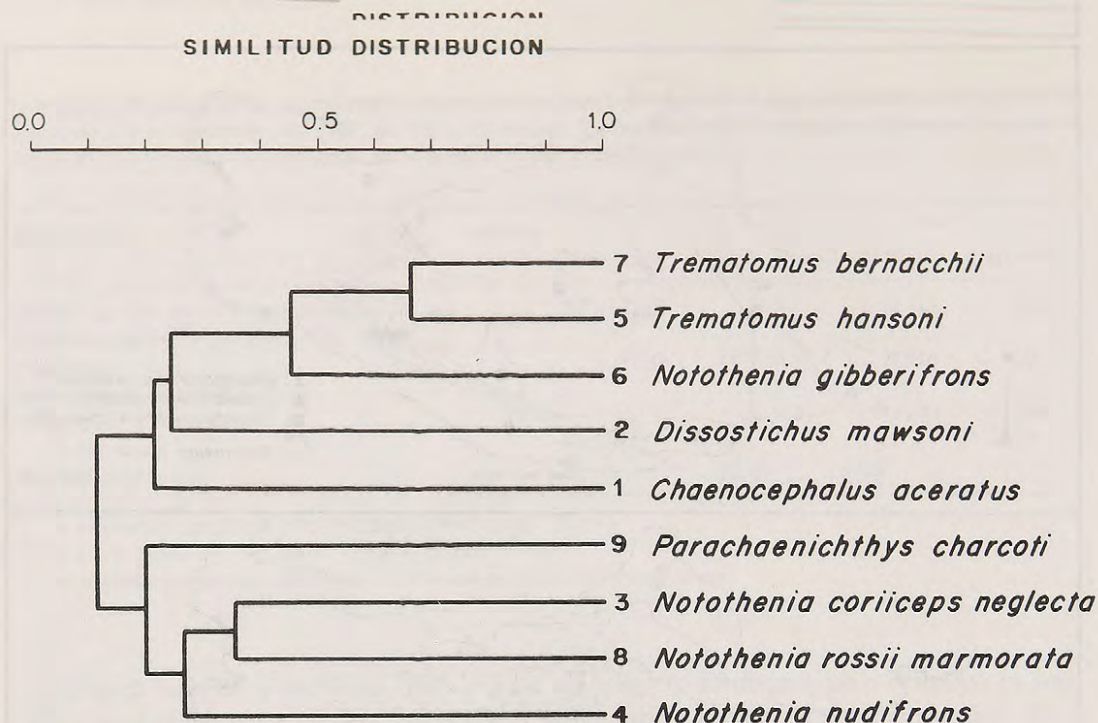 DISTRIBUCION
SIMILITUD DISTRIBUCION
0.0 0.5 1.0
7 Trematomus bernacchii
5 Trematomus hansoni
6 Notothenia gibberifrons
2 Dissostichus mawsoni
1 Chaenocephalus aceratus
9 Parachaenichthys charcoti
3 Notothenia coriiceps neglecta
8 Notothenia rossii marmorata
4 Notothenia nudifrons